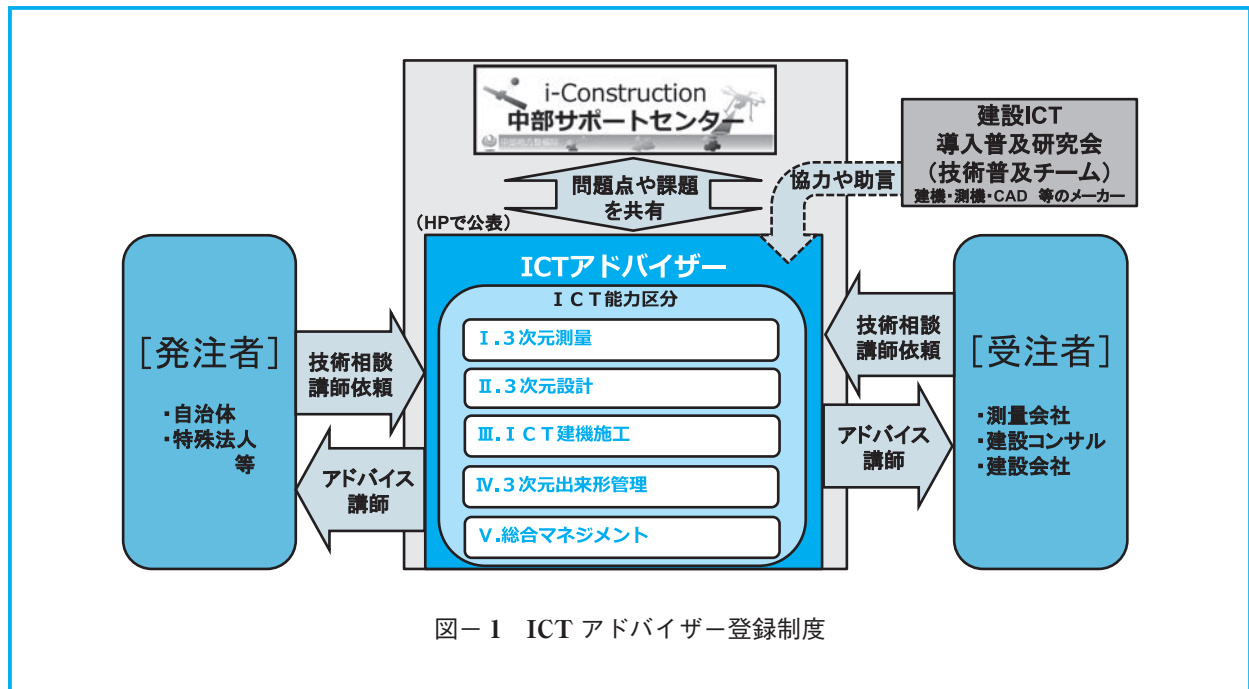 i-Construction
中部サポートセンター
建設ICT
導入普及研究会
（技術普及チーム）
建機・測機・CAD 等のメーカー
協力や助言
問題点や課題
を共有
（HPで公表）
ICTアドバイザー
ＩＣＴ能力区分
Ⅰ.３次元測量
Ⅱ.３次元設計
Ⅲ.ＩＣＴ建機施工
Ⅳ.３次元出来形管理
Ⅴ.総合マネジメント
［発注者］
・自治体
・特殊法人
等
技術相談
講師依頼
アドバイス
講師
技術相談
講師依頼
アドバイス
講師
［受注者］
・測量会社
・建設コンサル
・建設会社
図－1 ICT アドバイザー登録制度